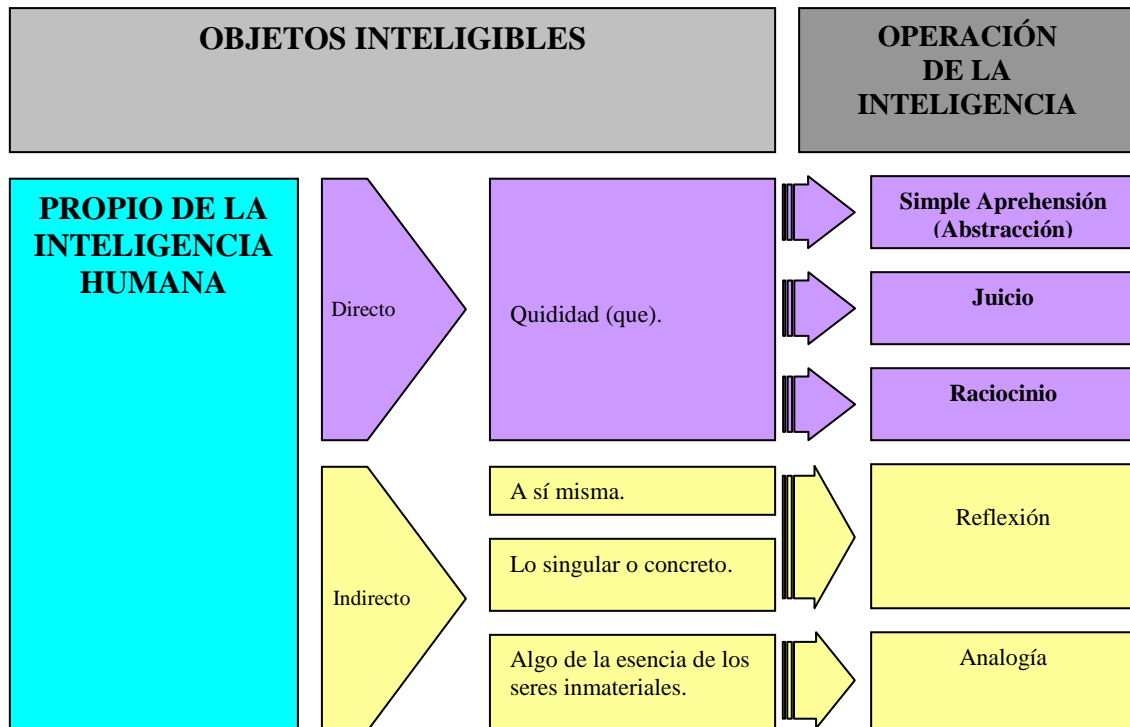 OBJETOS INTELIGIBLES
OPERACIÓN
DE LA
INTELIGENCIA
PROPIO DE LA
INTELIGENCIA
HUMANA
Directo
Quididad (que).
Simple Aprehensión
(Abstracción)
Juicio
Raciocinio
Indirecto
A sí misma.
Lo singular o concreto.
Reflexión
Algo de la esencia de los
seres inmateriales.
Analogía